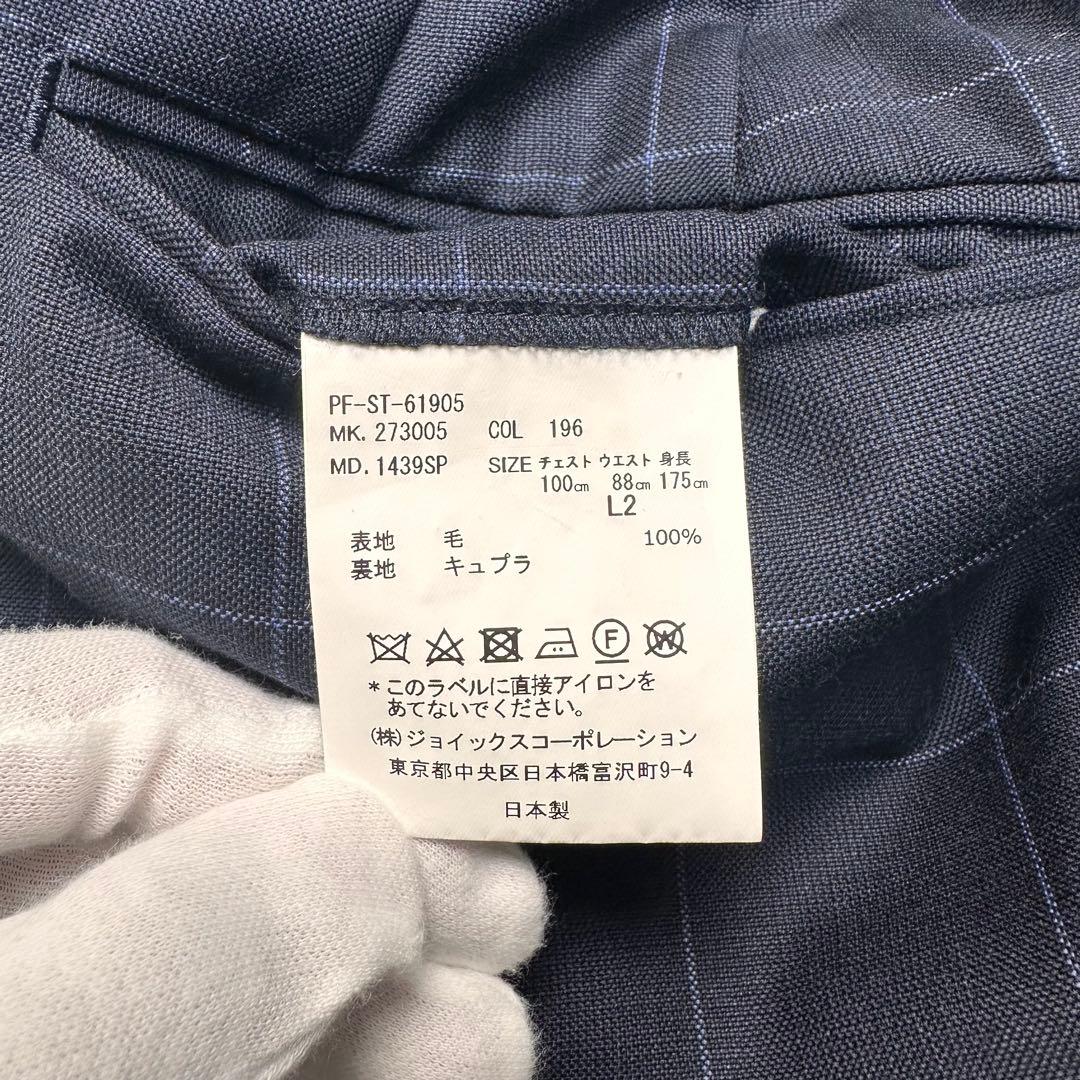 PF-ST-61905
MK. 273005 COL 196
MD. 1439SP SIZE チェスト ウエスト 身長
100㎝ 88㎝ 175㎝
L2
表地 毛 100%
裏地 キュプラ
F W
*このラベルに直接アイロンを
あてないでください。
(株)ジョイックスコーポレーション
東京都中央区日本橋富沢町9-4
日本製